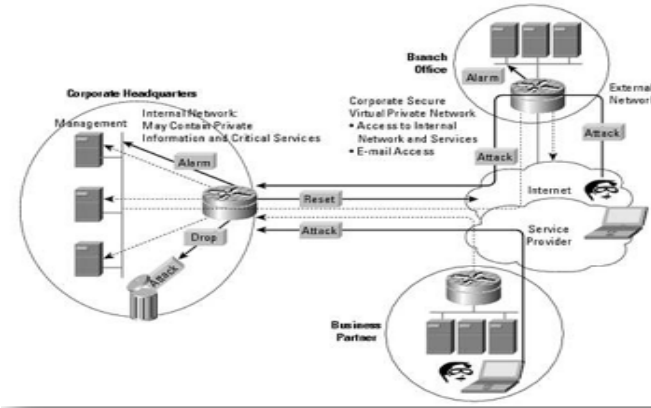 Branch
Office
Alarm
External
Network
Corporate Headquarters
Internal Network:
May Contain Private
Information and Critical Services
Management
Corporate Secure
Virtual Private Network
• Access to Internal
Network and Services
• E-mail Access
Attack
Attack
Alarm
Internet
Reset
Service
Provider
Attack
Drop
Attack
Business
Partner